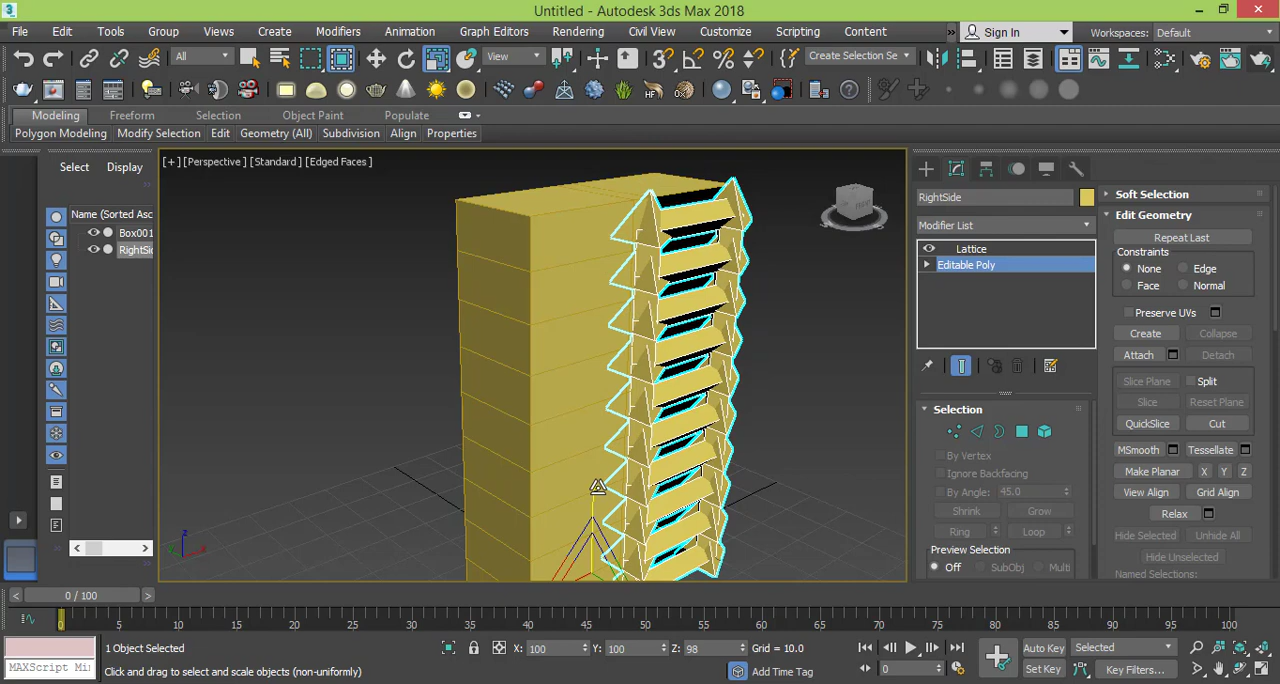 Untitled - Autodesk 3ds Max 2018
File Edit Tools Group Views Create Modifiers Animation Graph Editors Rendering Civil View Customize Scripting Content » Sign In Workspaces: Default
All View Create Selection Se
Modeling Freeform Selection Object Paint Populate
Polygon Modeling Modify Selection Edit Geometry (All) Subdivision Align Properties
Select Display
Name (Sorted Asc
Box001
RightSid
[ + ] [Perspective ] [Standard ] [Edged Faces ]
RightSide
Modifier List
Lattice
Editable Poly
Selection
By Vertex
Ignore Backfacing
By Angle: 45.0
Shrink Grow
Ring Loop
Preview Selection
Off SubObj Multi
Soft Selection
Edit Geometry
Repeat Last
Constraints
None Edge
Face Normal
Preserve UVs
Create Collapse
Attach Detach
Slice Plane Split
Slice Reset Plane
QuickSlice Cut
MSmooth Tessellate
Make Planar X Y Z
View Align Grid Align
Relax
Hide Selected Unhide All
Hide Unselected
Named Selections:
0 / 100
0 5 10 15 20 25 30 35 40 45 50 55 60 65 70 75 80 85 90 95 100
1 Object Selected X: 100 Y: 100 Z: 98 Grid = 10.0 Auto Key Selected
MAXScript Mi Click and drag to select and scale objects (non-uniformly) Add Time Tag 0 Set Key Key Filters...